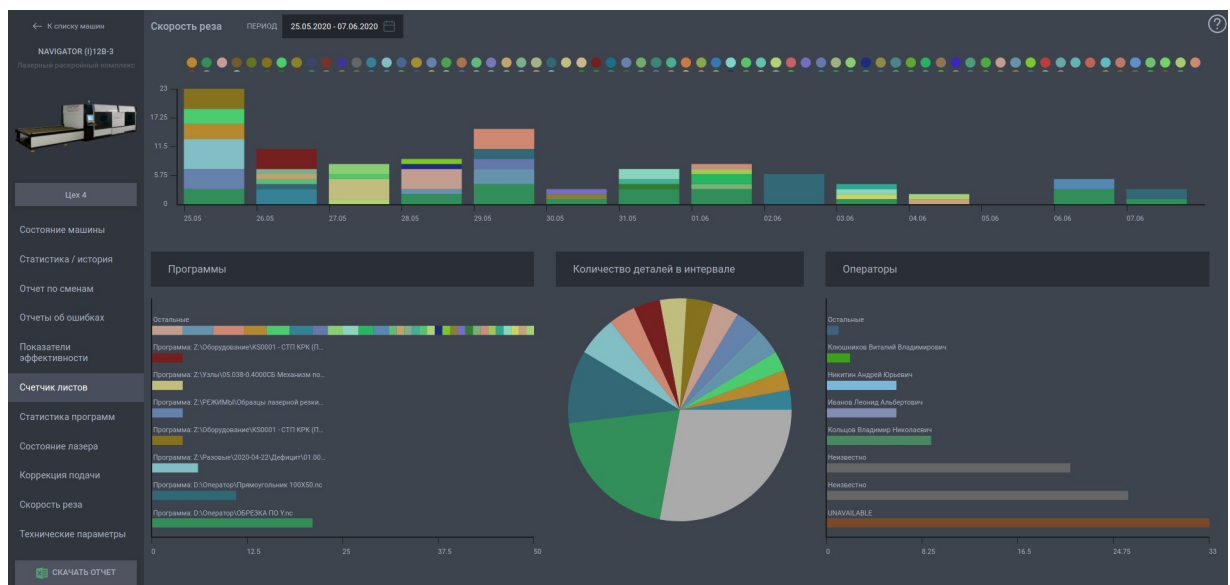 ← К списку машин
Скорость реза
ПЕРИОД
25.05.2020 - 07.06.2020
?
NAVIGATOR (I)12B-3
Лазерный раскройный комплекс
23
17.25
11.5
5.75
0
25.05 26.05 27.05 28.05 29.05 30.05 31.05 01.06 02.06 03.06 04.06 05.06 06.06 07.06
Цех 4
Состояние машины
Статистика / история
Отчет по сменам
Отчеты об ошибках
Показатели
эффективности
Счетчик листов
Статистика программ
Состояние лазера
Коррекция подачи
Скорость реза
Технические параметры
СКАЧАТЬ ОТЧЕТ
Программы
Остальные
Программа: Z:\Оборудование\KS0001 - СТП КРК (П...
Программа: Z:\Узлы\05.038-0.4000СБ Механизм по...
Программа: Z:\РЕЖИМЫ\Образцы лазерной резки...
Программа: Z:\Оборудование\KS0001 - СТП КРК (П...
Программа: Z:\Разовые\2020-04-22\Дефицит\01.00...
Программа: D:\Оператор\Прямоугольник 100X50.nc
Программа: D:\Оператор\ОБРЕЗКА ПО Y.nc
0 12.5 25 37.5 50
Количество деталей в интервале
Операторы
Остальные
Клюшников Виталий Владимирович
Никитин Андрей Юрьевич
Иванов Леонид Альбертович
Кольцов Владимир Николаевич
Неизвестно
Неизвестно
UNAVAILABLE
0 8.25 16.5 24.75 33